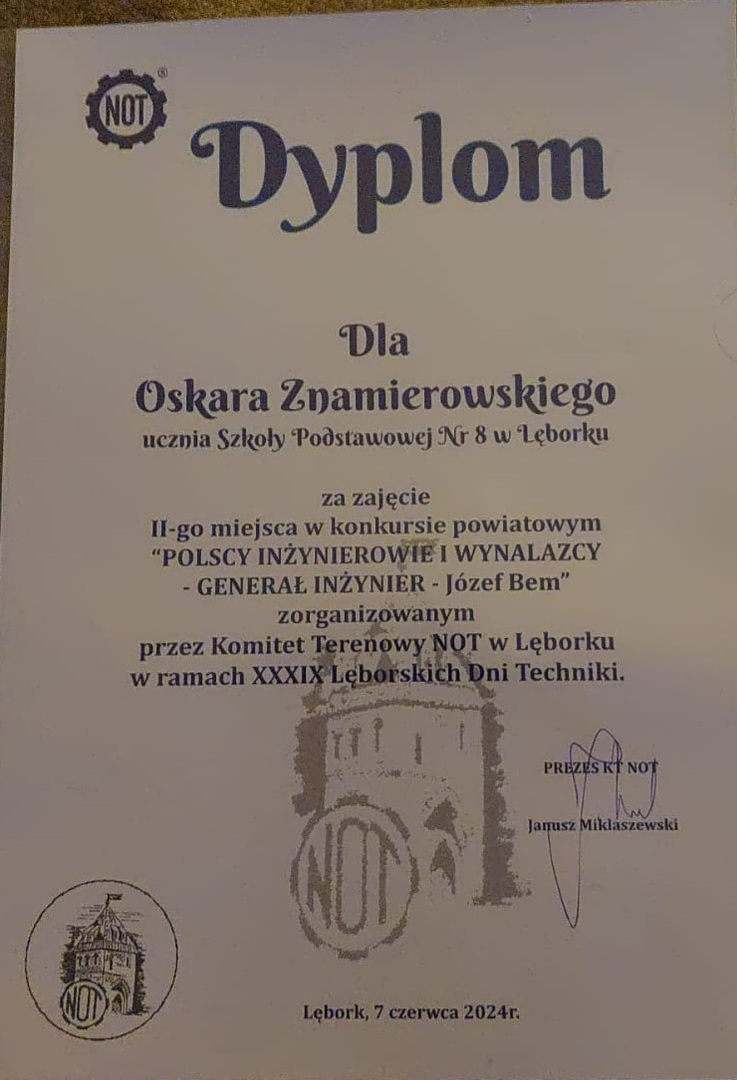 NOT ®
Dyplom
Dla
Oskara Znamierowskiego
ucznia Szkoły Podstawowej Nr 8 w Lęborku
za zajęcie
II-go miejsca w konkursie powiatowym
“POLSCY INŻYNIEROWIE I WYNALAZCY
- GENERAŁ INŻYNIER - Józef Bem”
zorganizowanym
przez Komitet Terenowy NOT w Lęborku
w ramach XXXIX Lęborskich Dni Techniki.
PREZES KT NOT
Janusz Miklaszewski
NOT
NOT
Lębork, 7 czerwca 2024r.